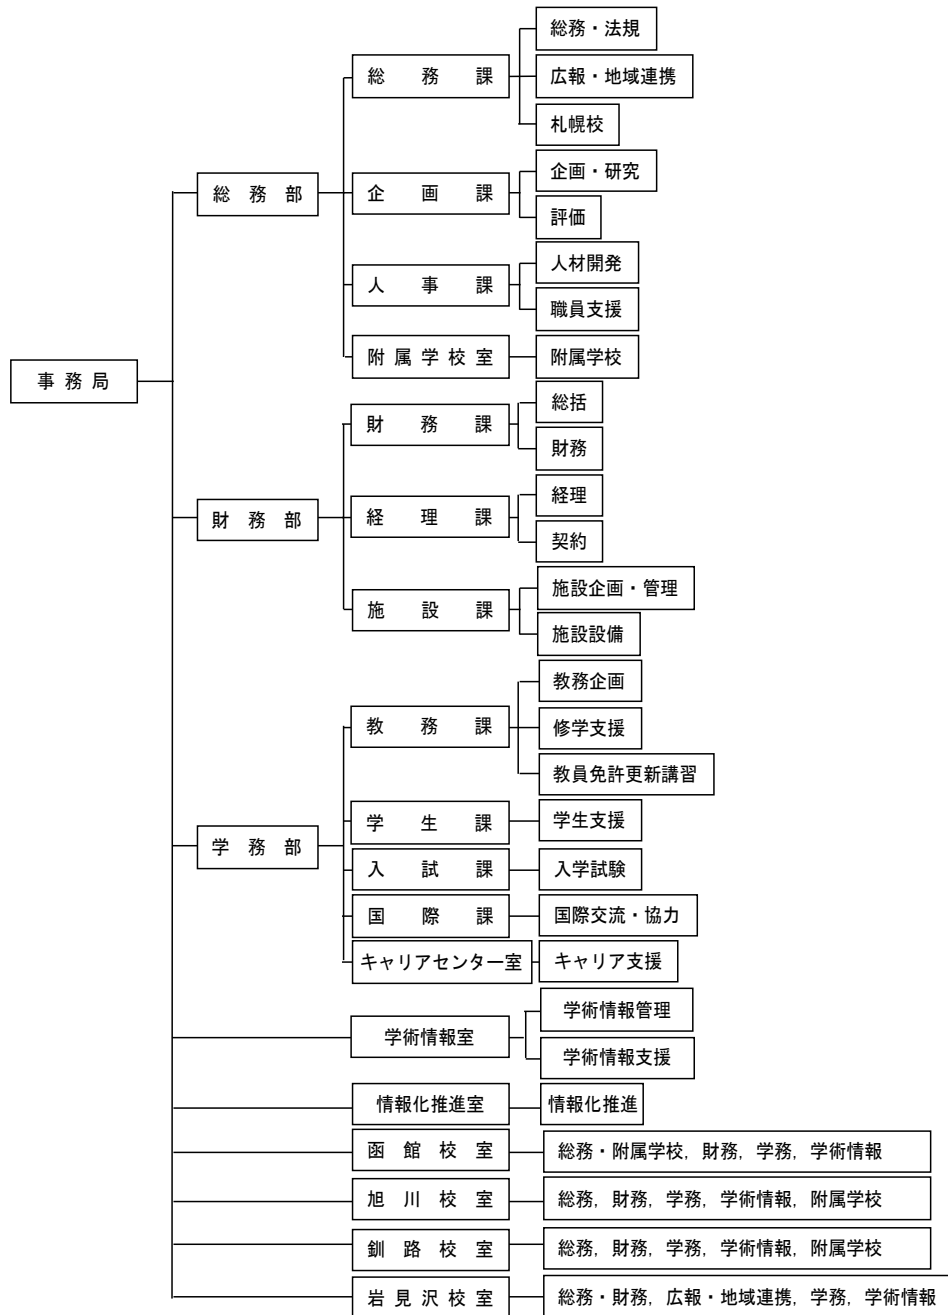 事務局
総務部
総務課
総務・法規
広報・地域連携
札幌校
企画課
企画・研究
評価
人事課
人材開発
職員支援
附属学校室
附属学校
財務部
財務課
総括
財務
経理課
経理
契約
施設課
施設企画・管理
施設設備
学務部
教務課
教務企画
修学支援
教員免許更新講習
学生課
学生支援
入試課
入学試験
国際課
国際交流・協力
キャリアセンター室
キャリア支援
学術情報室
学術情報管理
学術情報支援
情報化推進室
情報化推進
函館校室
総務・附属学校, 財務, 学務, 学術情報
旭川校室
総務, 財務, 学務, 学術情報, 附属学校
釧路校室
総務, 財務, 学務, 学術情報, 附属学校
岩見沢校室
総務・財務, 広報・地域連携, 学務, 学術情報